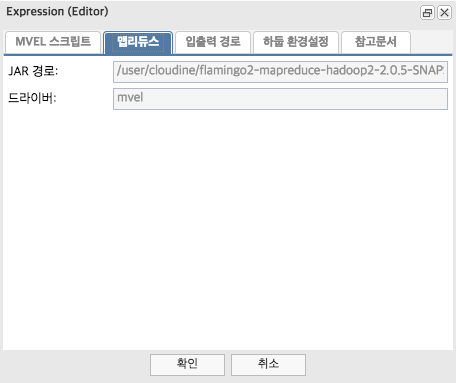 Expression (Editor)
MVEL 스크립트 맵리듀스 입출력 경로 하둡 환경설정 참고문서
JAR 경로: /user/cloudine/flamingo2-mapreduce-hadoop2-2.0.5-SNAP
드라이버: mvel
확인 취소